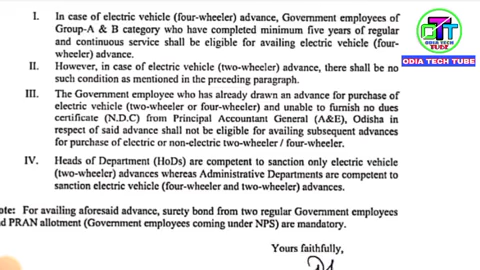 I. In case of electric vehicle (four-wheeler) advance, Government employees of
Group-A & B category who have completed minimum five years of regular
and continuous service shall be eligible for availing electric vehicle (four-
wheeler) advance.
II. However, in case of electric vehicle (two-wheeler) advance, there shall be no
such condition as mentioned in the preceding paragraph.
III. The Government employee who has already drawn an advance for purchase of
electric vehicle (two-wheeler or four-wheeler) and unable to furnish no dues
certificate (N.D.C) from Principal Accountant General (A&E), Odisha in
respect of said advance shall not be eligible for availing subsequent advances
for purchase of electric or non-electric two-wheeler / four-wheeler.
IV. Heads of Department (HoDs) are competent to sanction only electric vehicle
(two-wheeler) advances whereas Administrative Departments are competent to
sanction electric vehicle (four-wheeler and two-wheeler) advances.
ote: For availing aforesaid advance, surety bond from two regular Government employees
d PRAN allotment (Government employees coming under NPS) are mandatory.
Yours faithfully,
ODIA TECH
TUBE
ODIA TECH TUBE